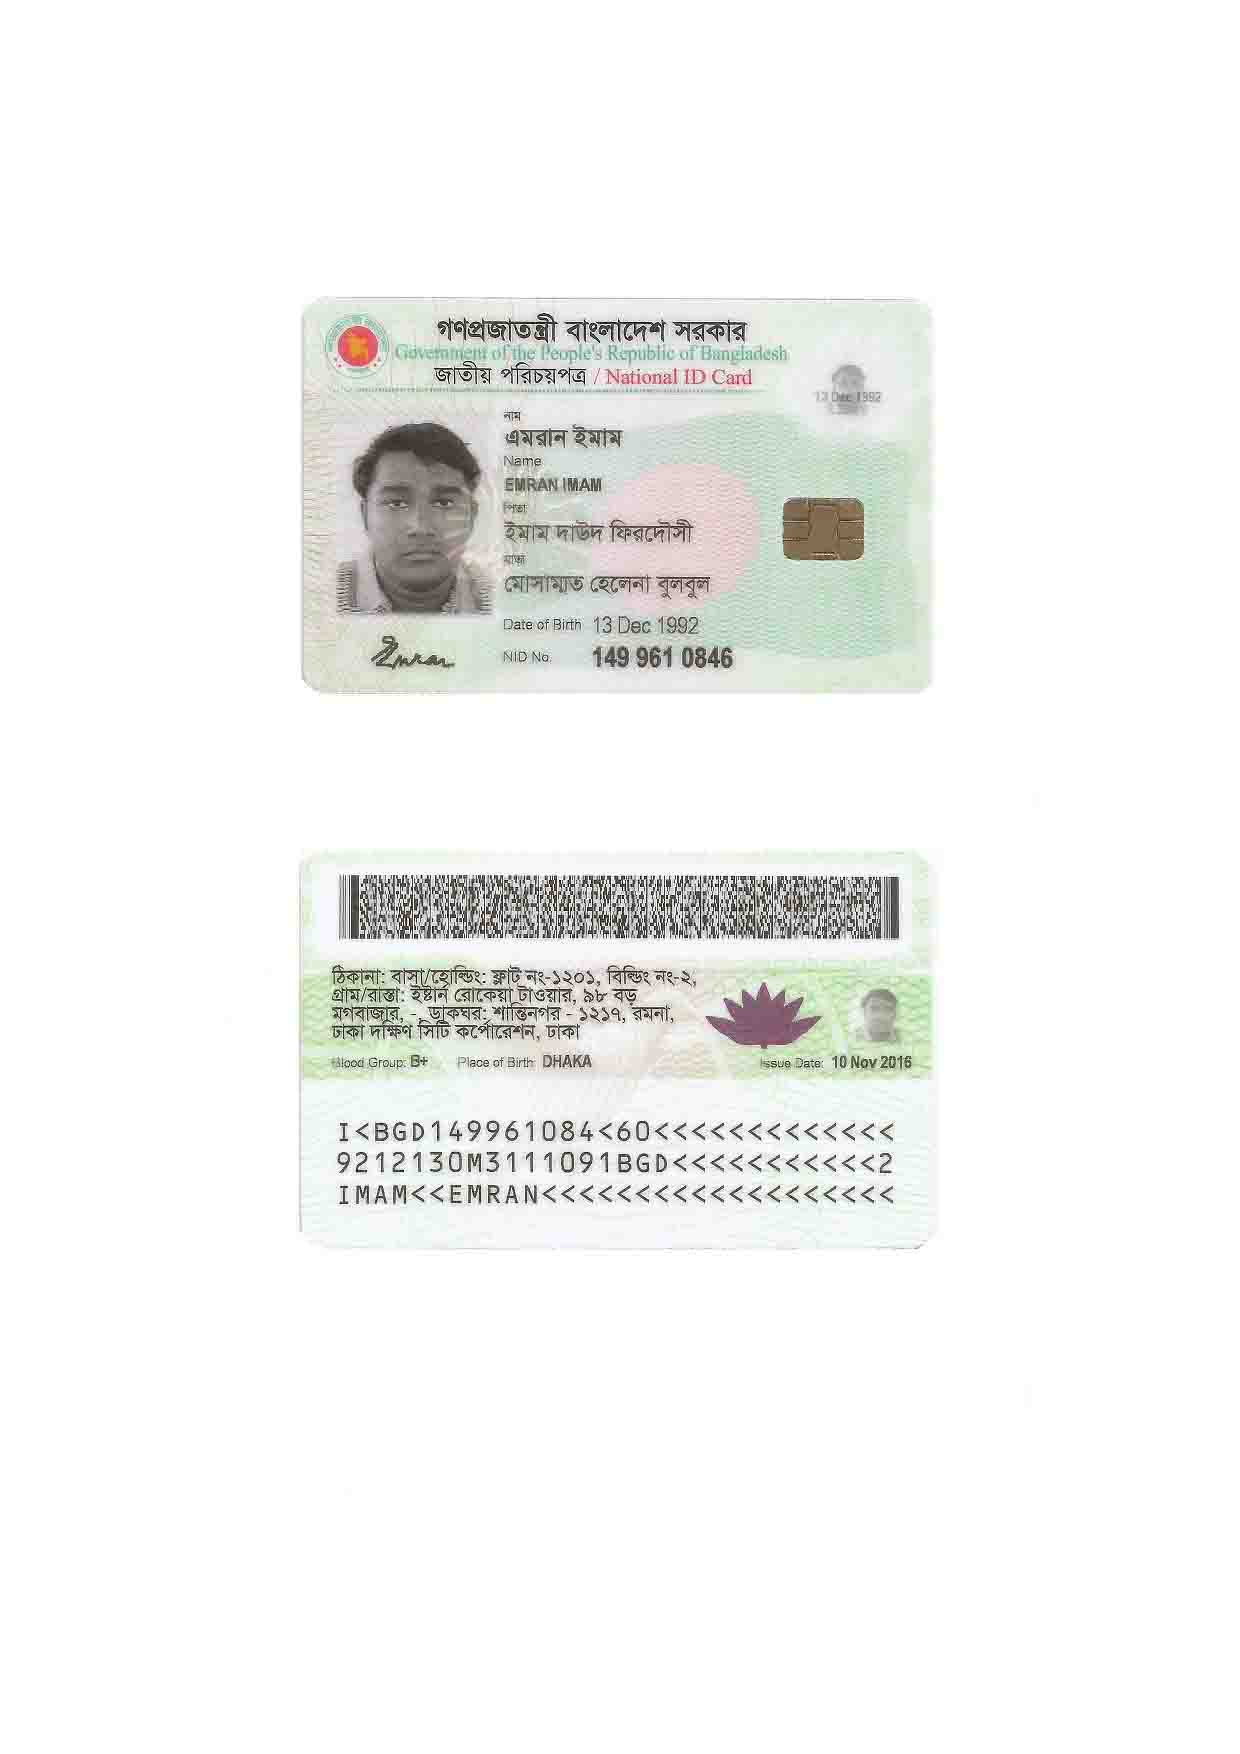 গণপ্রজাতন্ত্রী বাংলাদেশ সরকার
Government of the People's Republic of Bangladesh
জাতীয় পরিচয়পত্র / National ID Card
13 Dec 1992
নাম
এমরান ইমাম
Name
EMRAN IMAM
পিতা
ইমাম দাউদ ফিরদৌসী
মাতা
মোসাম্মত হেলেনা বুলবুল
Date of Birth 13 Dec 1992
NID No. 149 961 0846
Emran
ঠিকানা: বাসা/হোল্ডিং: ফ্লাট নং-১২০১, বিল্ডিং নং-২,
গ্রাম/রাস্তা: ইষ্টার্ন রোকেয়া টাওয়ার, ৯৮ বড়
মগবাজার, -, ডাকঘর: শান্তিনগর - ১২১৭, রমনা,
ঢাকা দক্ষিণ সিটি কর্পোরেশন, ঢাকা
Blood Group: B+ Place of Birth: DHAKA Issue Date: 10 Nov 2016
I<BGD149961084<60<<<<<<<<<<<<<
9212130M3111091BGD<<<<<<<<<<<2
IMAM<<EMRAN<<<<<<<<<<<<<<<<<<<